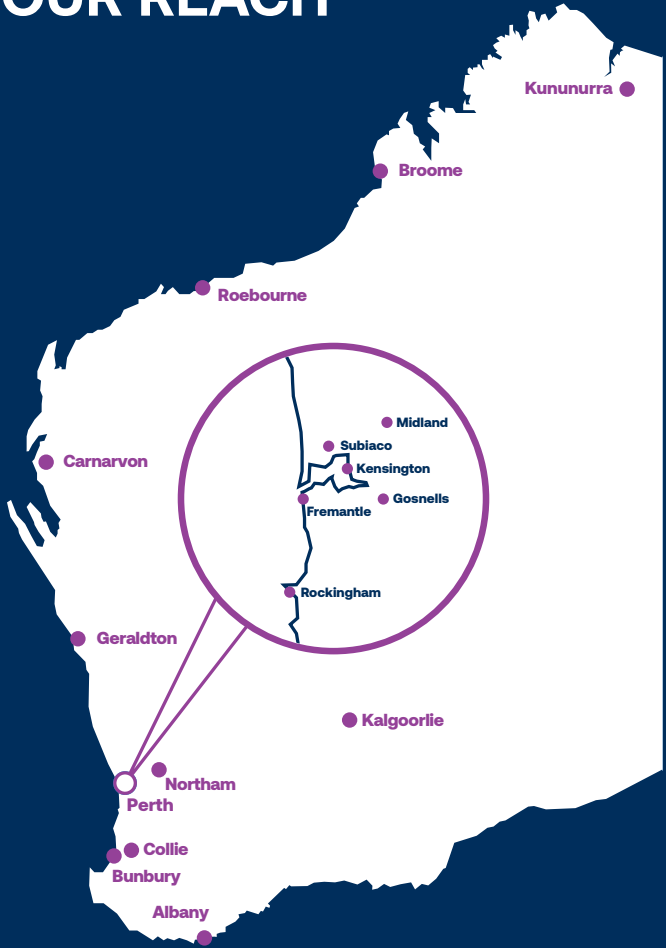 OUR REACH
Kununurra
Broome
Roebourne
Midland
Subiaco
Carnarvon
Kensington
Gosnells
Fremantle
Rockingham
Geraldton
Kalgoorlie
Northam
Perth
Collie
Bunbury
Albany